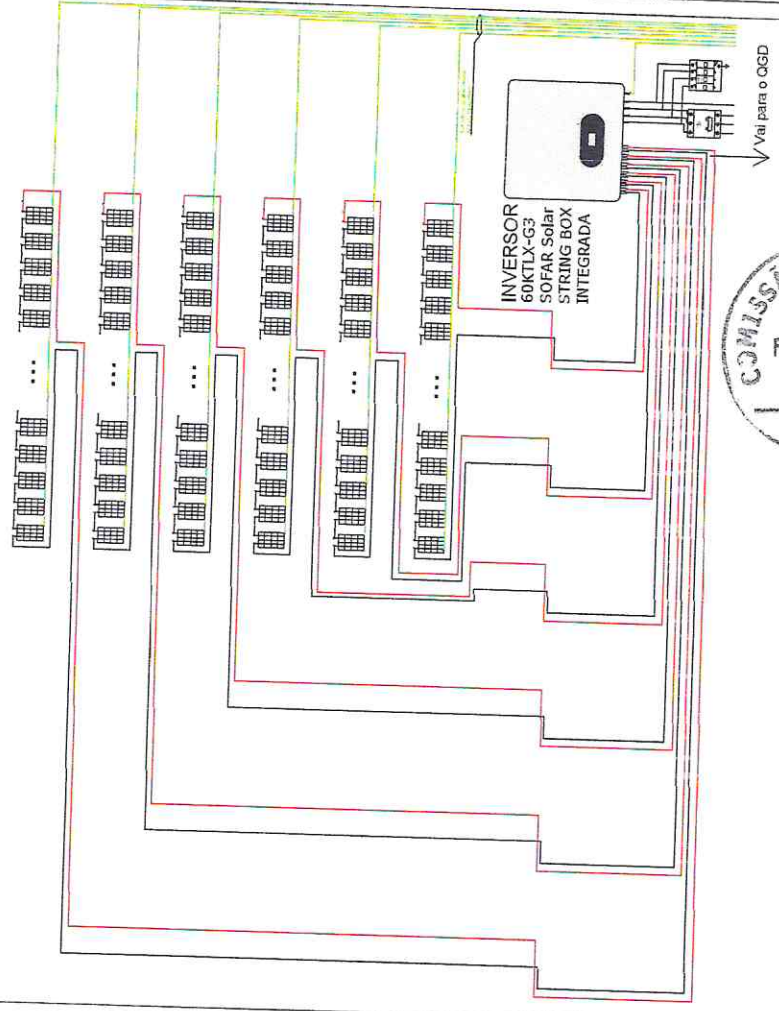 INVERSOR
60KTLX-G3
SOFAR Solar
STRING BOX
INTEGRADA
Vai para o QGD